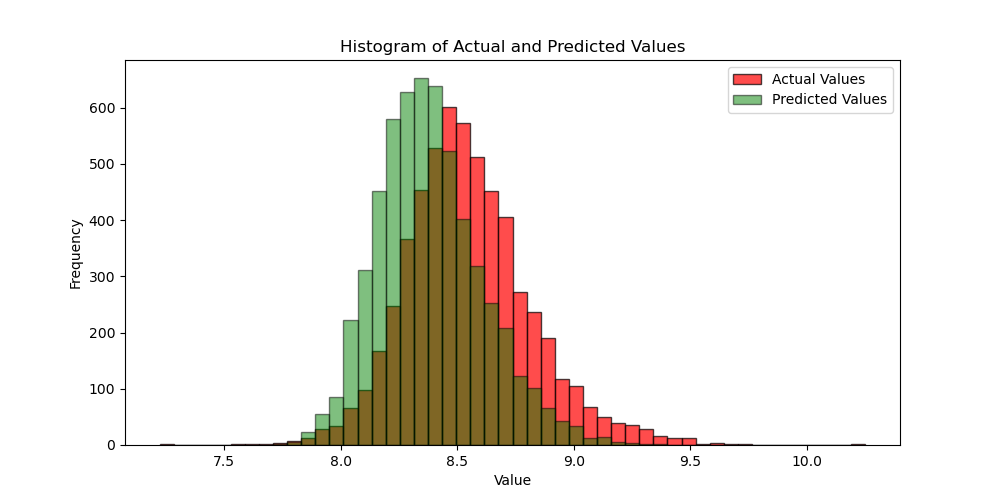 Histogram of Actual and Predicted Values
Actual Values
Predicted Values
Frequency
600
500
400
300
200
100
0
7.5 8.0 8.5 9.0 9.5 10.0
Value